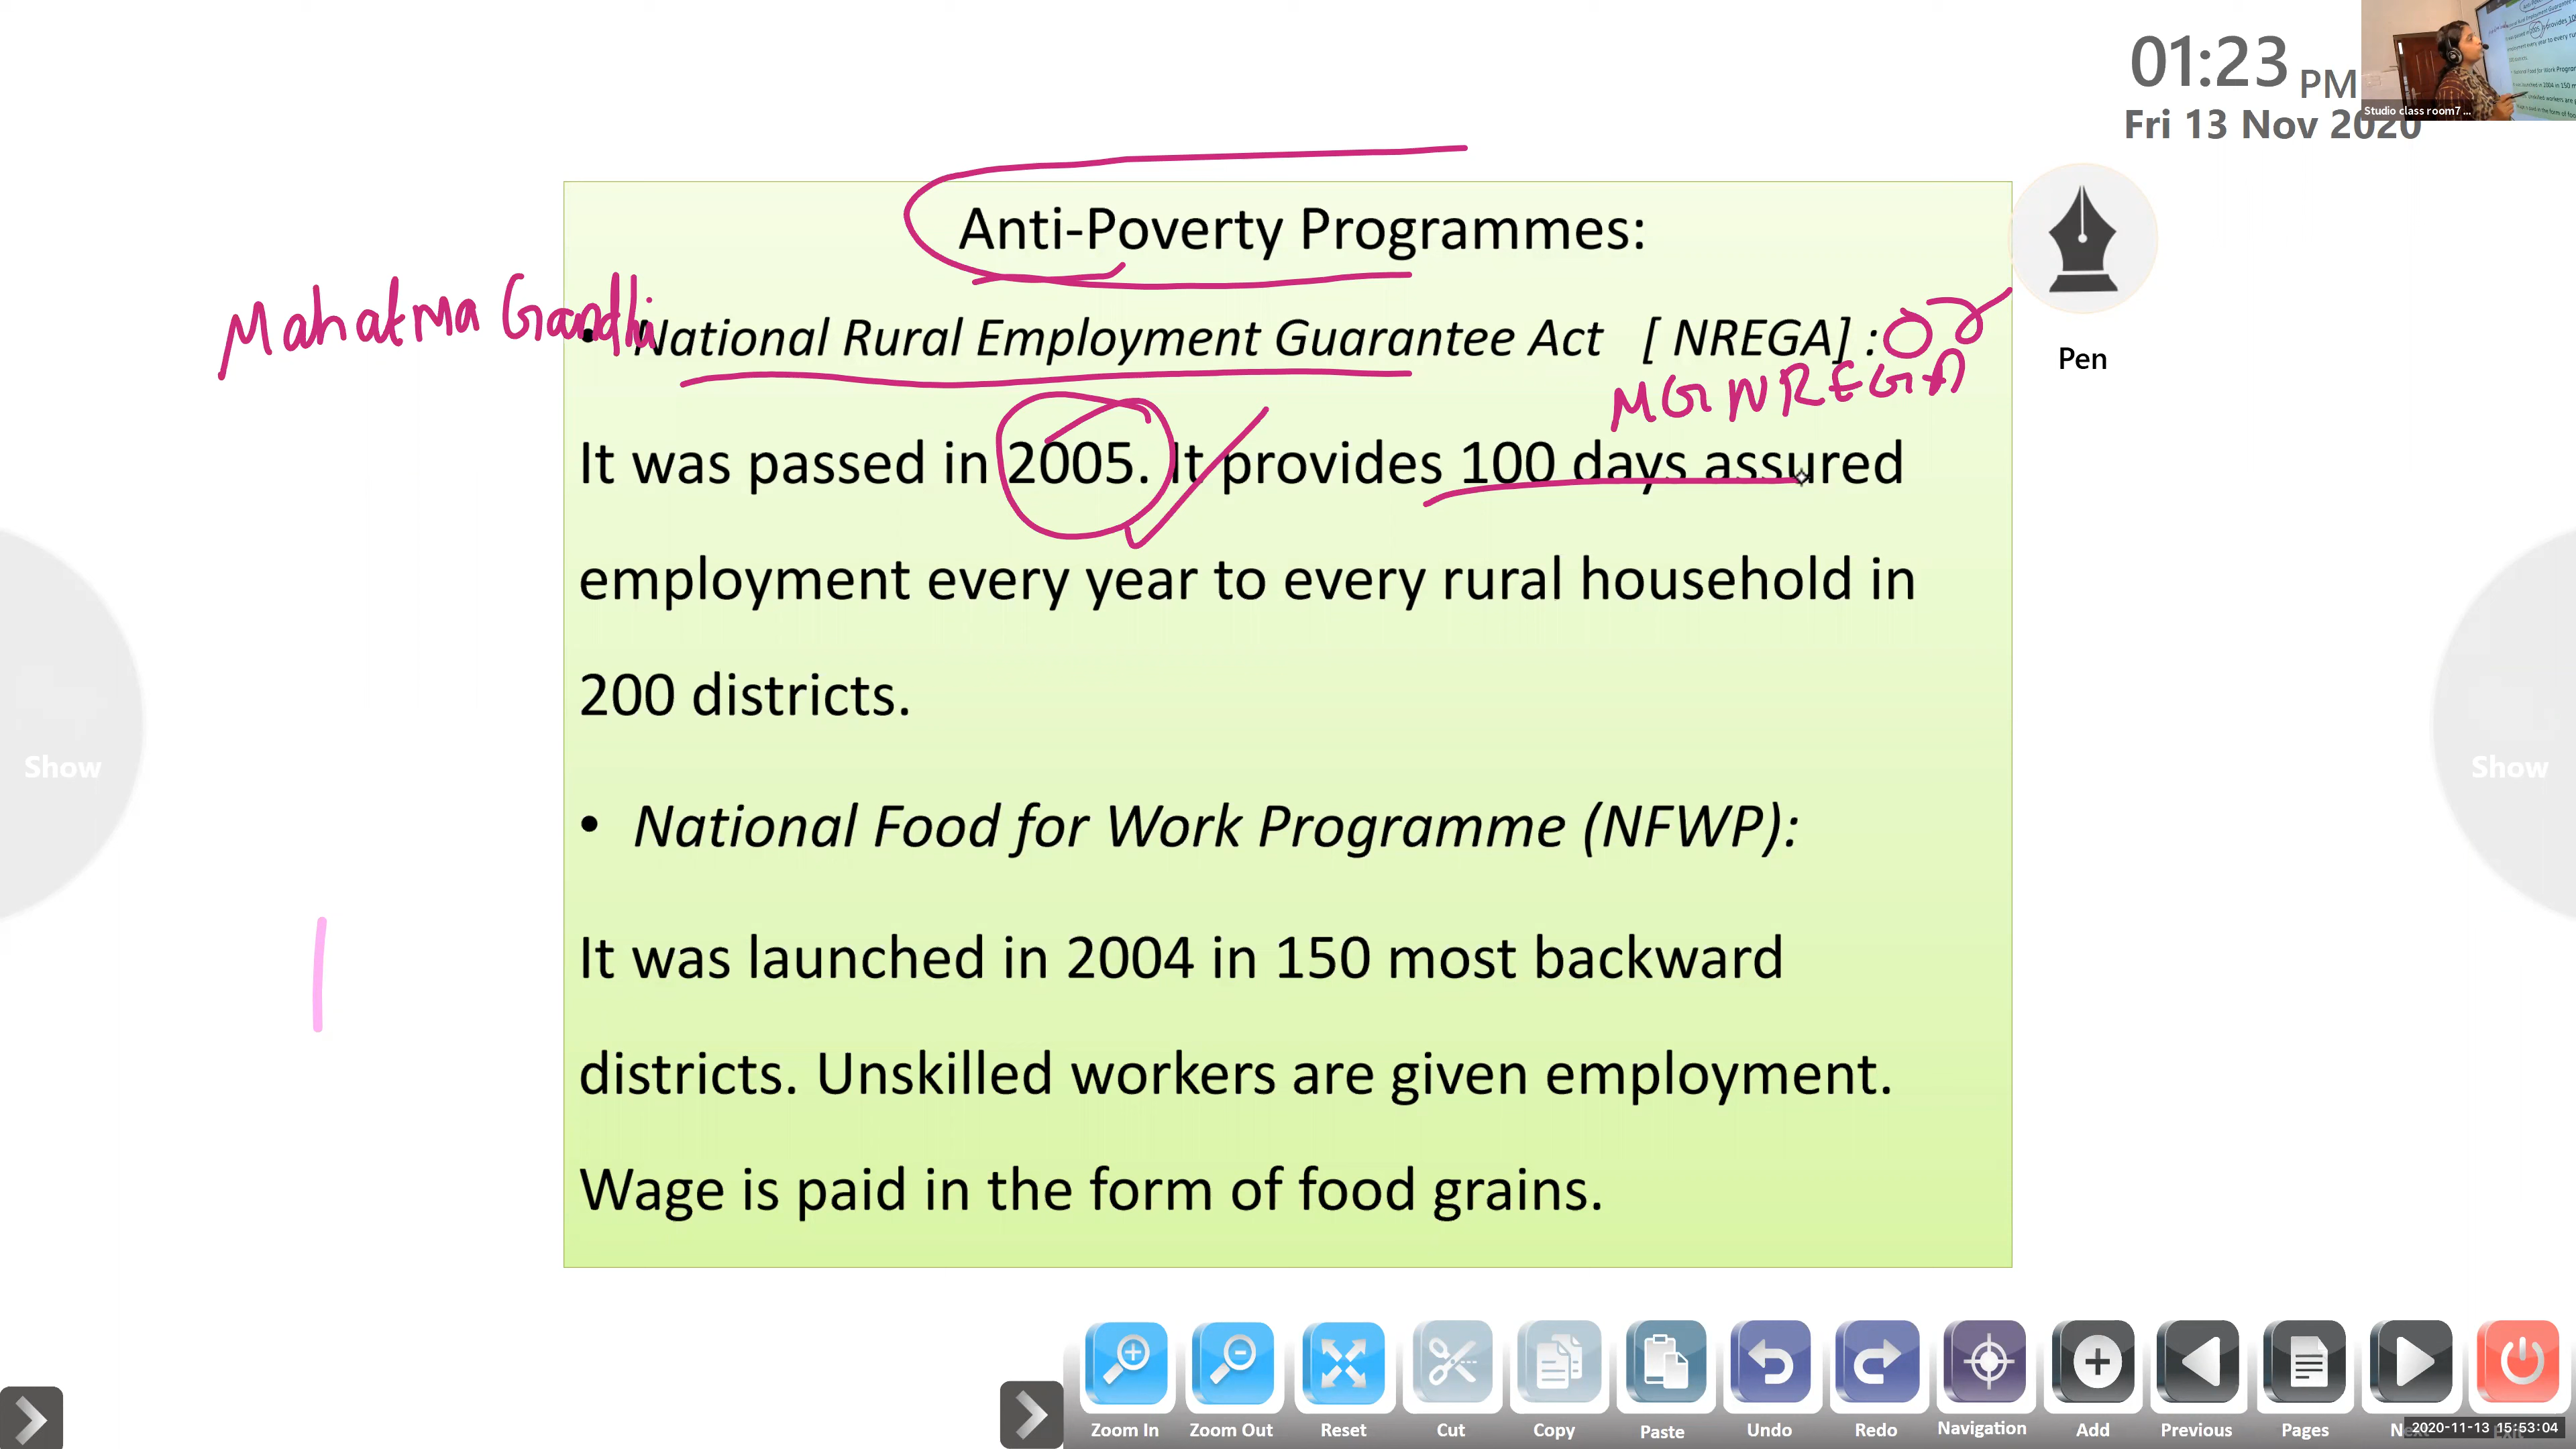 01:23 PM
Fri 13 Nov 2020
Studio class room7 ...
Anti-Poverty Programmes:
Mahatma Gandhi
• National Rural Employment Guarantee Act [ NREGA] :
MGNREGA
Pen
It was passed in 2005. It provides 100 days assured
employment every year to every rural household in
200 districts.
Show
Show
• National Food for Work Programme (NFWP):
It was launched in 2004 in 150 most backward
districts. Unskilled workers are given employment.
Wage is paid in the form of food grains.
Zoom In Zoom Out Reset Cut Copy Paste Undo Redo Navigation Add Previous Pages
2020-11-13 15:53:04